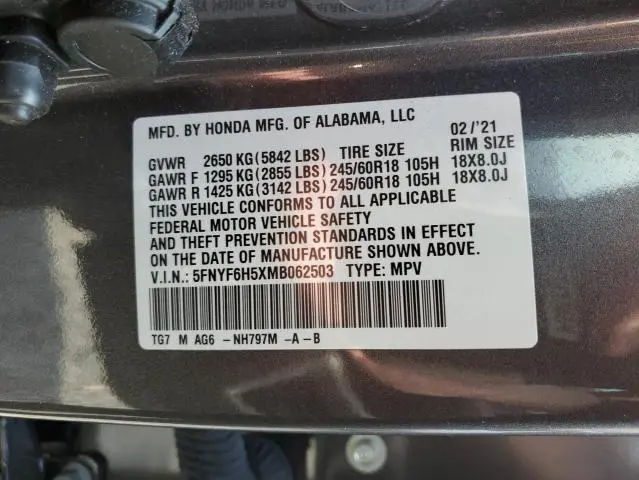 MFD. BY HONDA MFG. OF ALABAMA, LLC 02/'21
GVWR 2650 KG(5842 LBS) TIRE SIZE RIM SIZE
GAWR F 1295 KG(2855 LBS)245/60R18 105H 18X8.0J
GAWR R 1425 KG(3142 LBS)245/60R18 105H 18X8.0J
THIS VEHICLE CONFORMS TO ALL APPLICABLE
FEDERAL MOTOR VEHICLE SAFETY
AND THEFT PREVENTION STANDARDS IN EFFECT
ON THE DATE OF MANUFACTURE SHOWN ABOVE.
V.I.N.: 5FNYF6H5XMB062503 TYPE: MPV
TG7 M AG6 -NH797M -A -B